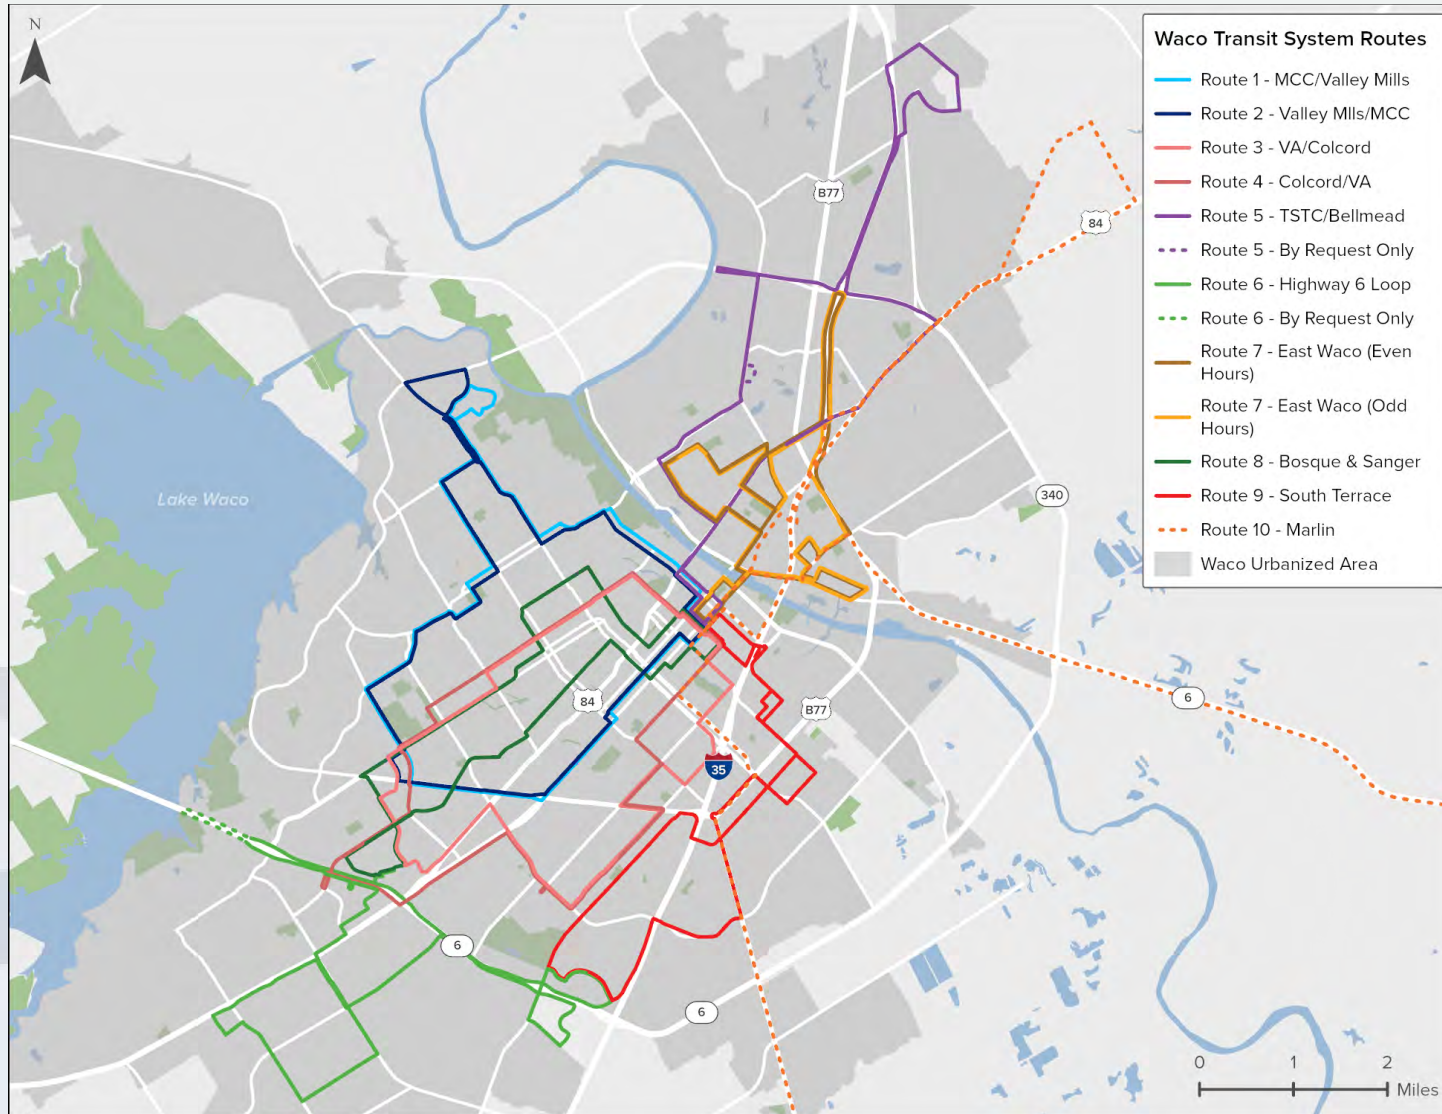 N
Waco Transit System Routes
Route 1 - MCC/Valley Mills
Route 2 - Valley Mlls/MCC
Route 3 - VA/Colcord
Route 4 - Colcord/VA
Route 5 - TSTC/Bellmead
Route 5 - By Request Only
Route 6 - Highway 6 Loop
Route 6 - By Request Only
Route 7 - East Waco (Even
Hours)
Route 7 - East Waco (Odd
Hours)
Route 8 - Bosque & Sanger
Route 9 - South Terrace
Route 10 - Marlin
Waco Urbanized Area
B77
84
340
Lake Waco
6
84
B77
35
6
6
0 1 2
Miles